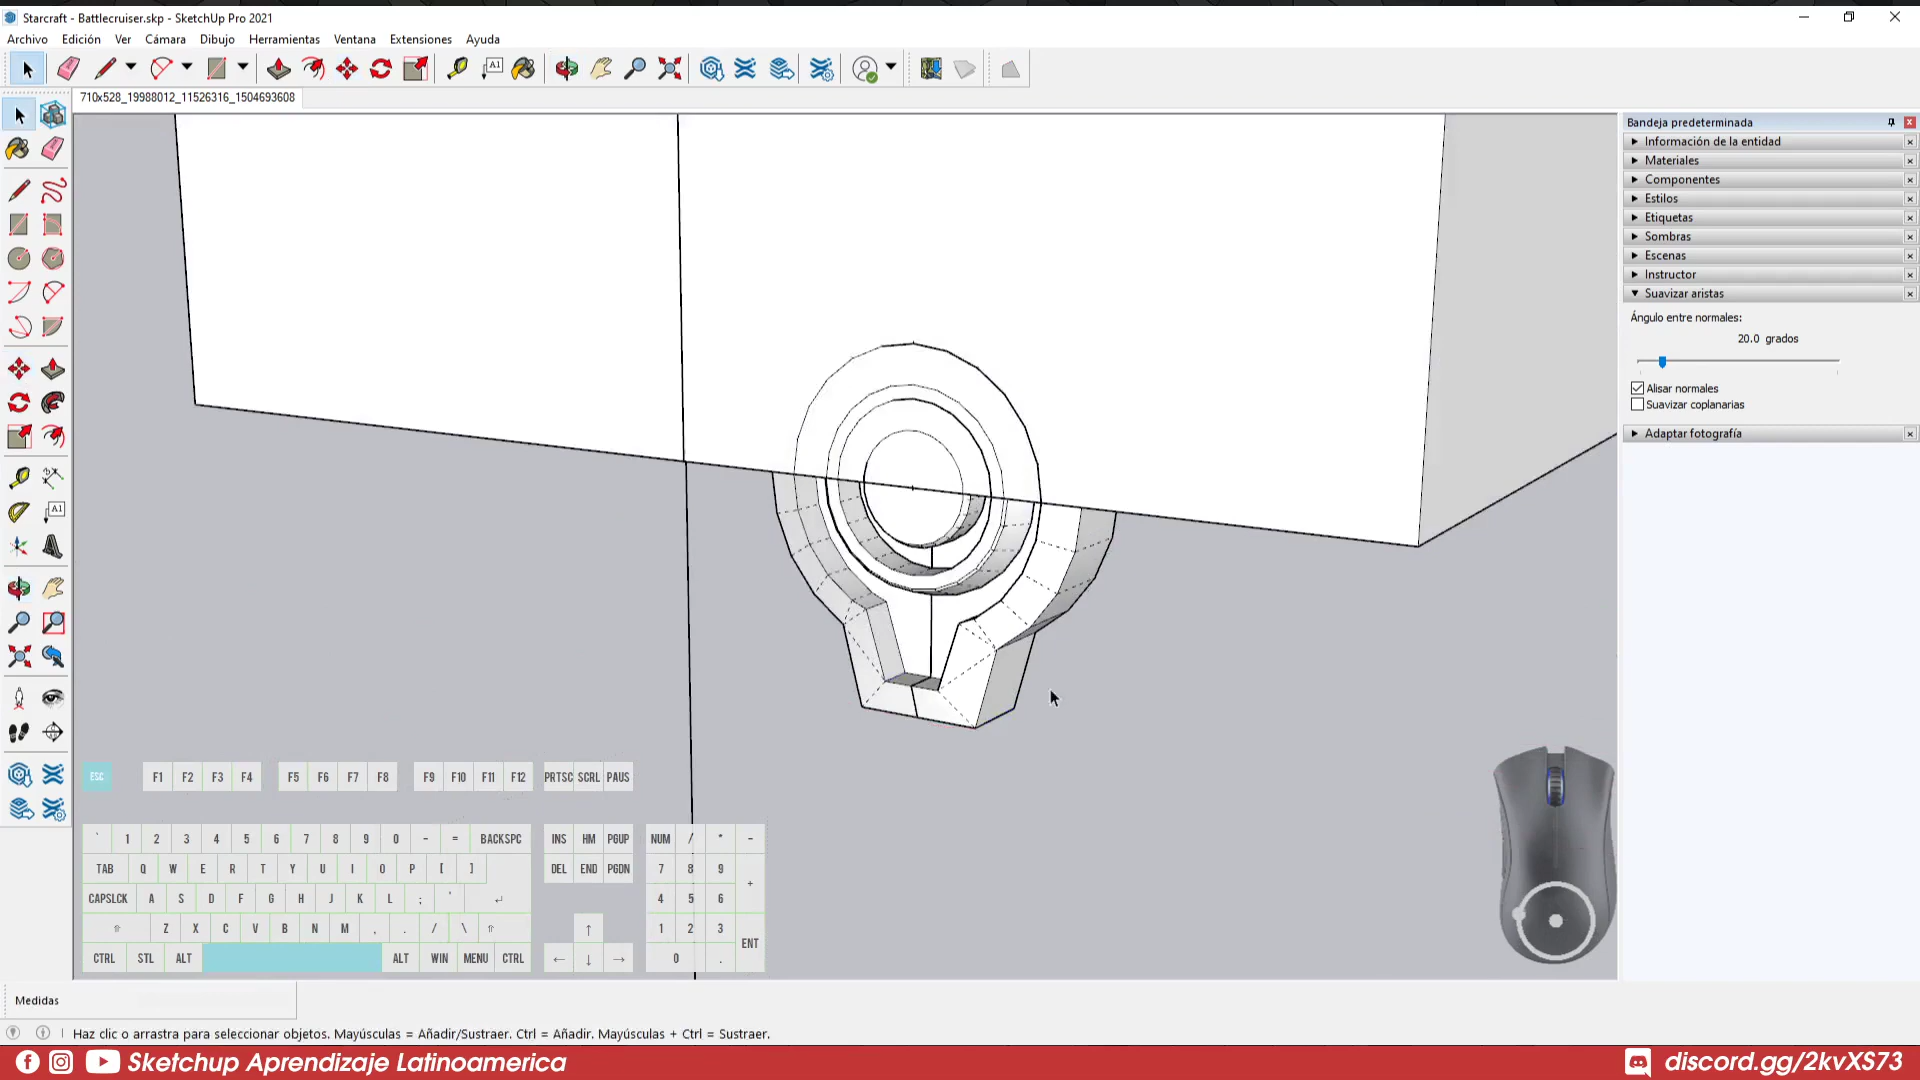 Starcraft - Battlecruiser.skp - SketchUp Pro 2021
Archivo Edición Ver Cámara Dibujo Herramientas Ventana Extensiones Ayuda
A1
710x528_19988012_11526316_1504693608
Bandeja predeterminada
Información de la entidad
Materiales
Componentes
Estilos
Etiquetas
Sombras
Escenas
Instructor
Suavizar aristas
Ángulo entre normales:
20.0 grados
Alisar normales
Suavizar coplanarias
Adaptar fotografía
A1
ESC F1 F2 F3 F4 F5 F6 F7 F8 F9 F10 F11 F12 PRTSC SCRL PAUS
` 1 2 3 4 5 6 7 8 9 0 - = BACKSPC INS HM PGUP NUM / * -
TAB Q W E R T Y U I O P [ ] DEL END PGDN 7 8 9 +
CAPSLCK A S D F G H J K L ; ' ↵ 4 5 6
⇧ Z X C V B N M , . / \ ⇧ ↑ 1 2 3 ENT
CTRL STL ALT ALT WIN MENU CTRL ← ↓ → 0 .
Medidas
Haz clic o arrastra para seleccionar objetos. Mayúsculas = Añadir/Sustraer. Ctrl = Añadir. Mayúsculas + Ctrl = Sustraer.
Sketchup Aprendizaje Latinoamerica
discord.gg/2kvXS73